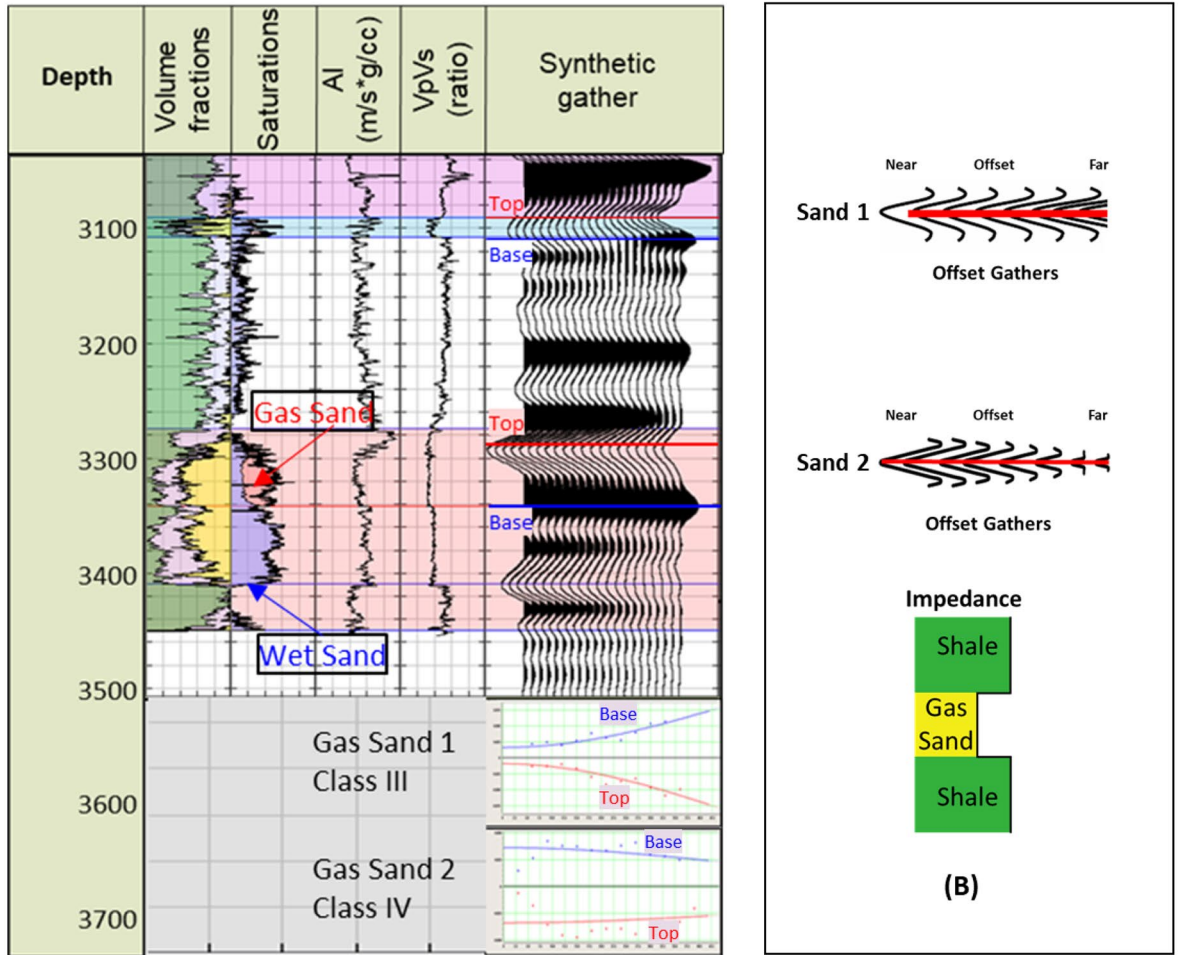 Depth
Volume
fractions
Saturations
AI
(m/s*g/cc)
VpVs
(ratio)
Synthetic
gather
3100
3200
3300
3400
3500
3600
3700
Top
Base
Gas Sand
Top
Base
Wet Sand
Gas Sand 1
Class III
Base
Top
Gas Sand 2
Class IV
Base
Top
Near Offset Far
Sand 1
Offset Gathers
Near Offset Far
Sand 2
Offset Gathers
Impedance
Shale
Gas
Sand
Shale
(B)